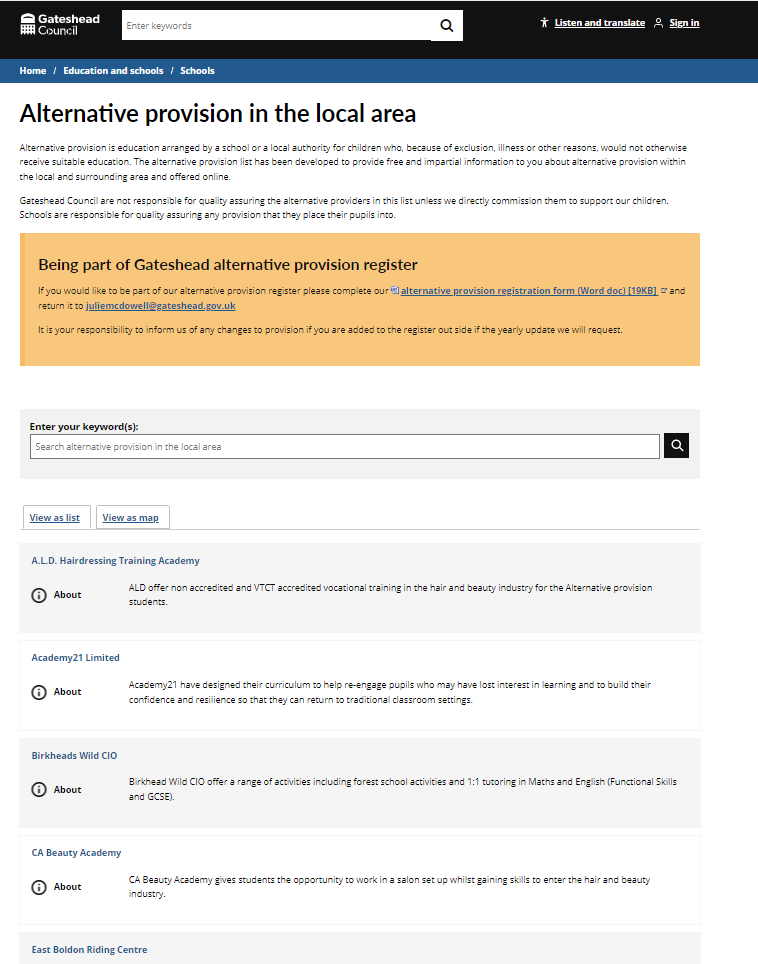 Gateshead
Council
Enter keywords
Listen and translate
Sign in
Home / Education and schools / Schools
Alternative provision in the local area
Alternative provision is education arranged by a school or a local authority for children who, because of exclusion, illness or other reasons, would not otherwise
receive suitable education. The alternative provision list has been developed to provide free and impartial information to you about alternative provision within
the local and surrounding area and offered online.
Gateshead Council are not responsible for quality assuring the alternative providers in this list unless we directly commission them to support our children.
Schools are responsible for quality assuring any provision that they place their pupils into.
Being part of Gateshead alternative provision register
If you would like to be part of our alternative provision register please complete our alternative provision registration form (Word doc) [19KB] and
return it to juliemcdowell@gateshead.gov.uk
It is your responsibility to inform us of any changes to provision if you are added to the register out side if the yearly update we will request.
Enter your keyword(s):
Search alternative provision in the local area
View as list
View as map
A.L.D. Hairdressing Training Academy
About
ALD offer non accredited and VTCT accredited vocational training in the hair and beauty industry for the Alternative provision
students.
Academy21 Limited
About
Academy21 have designed their curriculum to help re-engage pupils who may have lost interest in learning and to build their
confidence and resilience so that they can return to traditional classroom settings.
Birkheads Wild CIO
About
Birkhead Wild CIO offer a range of activities including forest school activities and 1:1 tutoring in Maths and English (Functional Skills
and GCSE).
CA Beauty Academy
About
CA Beauty Academy gives students the opportunity to work in a salon set up whilst gaining skills to enter the hair and beauty
industry.
East Boldon Riding Centre